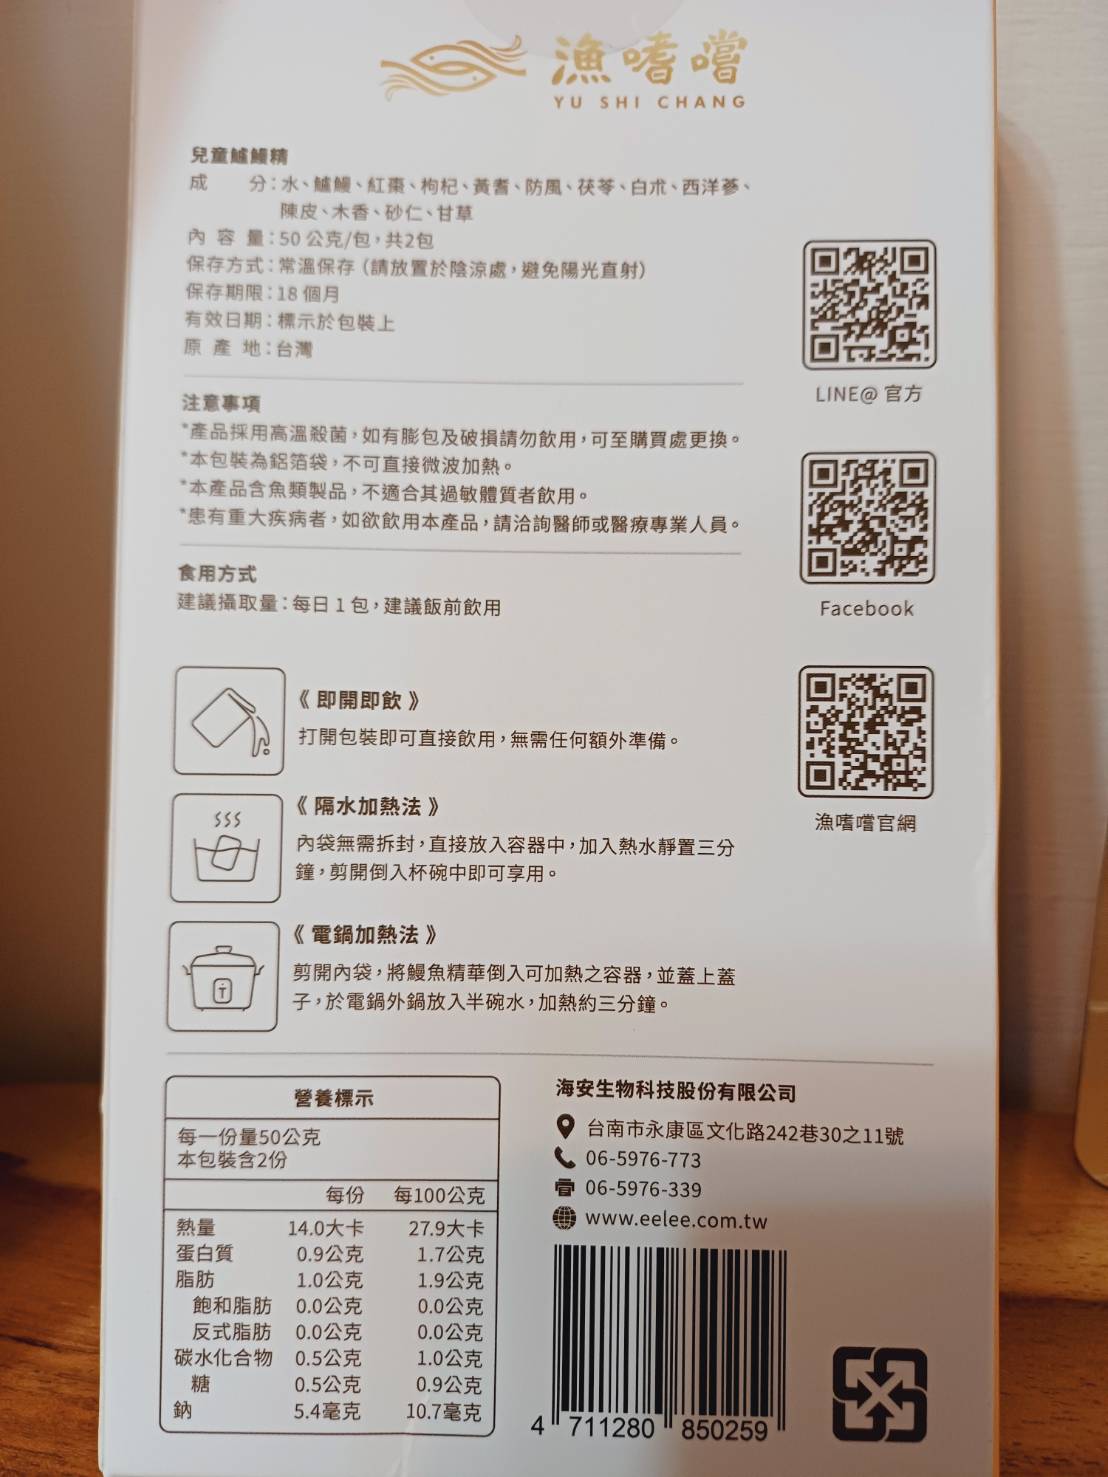 漁嗜嚐
YU SHI CHANG
兒童鱸鰻精
成分:水、鱸鰻、紅棗、枸杞、黃耆、防風、茯苓、白朮、西洋蔘、
陳皮、木香、砂仁、甘草
內容量:50公克/包,共2包
保存方式:常溫保存(請放置於陰涼處,避免陽光直射)
保存期限:18個月
有效日期:標示於包裝上
原產地:台灣
注意事項
*產品採用高溫殺菌,如有膨包及破損請勿飲用,可至購買處更換。
*本包裝為鋁箔袋,不可直接微波加熱。
*本產品含魚類製品,不適合其過敏體質者飲用。
*患有重大疾病者,如欲飲用本產品,請洽詢醫師或醫療專業人員。
食用方式
建議攝取量:每日1包,建議飯前飲用
《即開即飲》
打開包裝即可直接飲用,無需任何額外準備。
《隔水加熱法》
內袋無需拆封,直接放入容器中,加入熱水靜置三分
鐘,剪開倒入杯碗中即可享用。
《電鍋加熱法》
剪開內袋,將鰻魚精華倒入可加熱之容器,並蓋上蓋
子,於電鍋外鍋放入半碗水,加熱約三分鐘。
LINE@ 官方
Facebook
漁嗜嚐官網
營養標示
每一份量50公克
本包裝含2份
每份 每100公克
熱量 14.0大卡 27.9大卡
蛋白質 0.9公克 1.7公克
脂肪 1.0公克 1.9公克
飽和脂肪 0.0公克 0.0公克
反式脂肪 0.0公克 0.0公克
碳水化合物 0.5公克 1.0公克
糖 0.5公克 0.9公克
鈉 5.4毫克 10.7毫克
海安生物科技股份有限公司
台南市永康區文化路242巷30之11號
06-5976-773
06-5976-339
www.eelee.com.tw
4 711280 850259